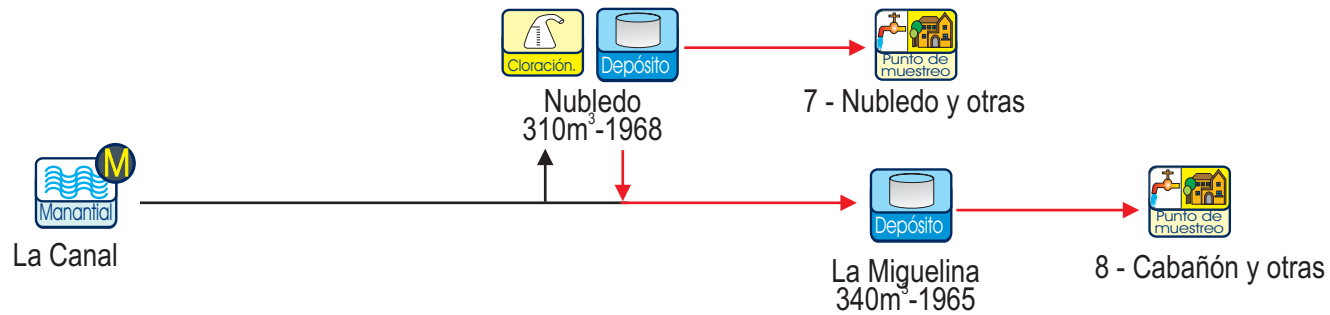 Cloración.
Depósito
Punto de
muestreo
Nubledo
310m³-1968
7 - Nubledo y otras
M
Manantial
La Canal
Depósito
Punto de
muestreo
La Miguelina
340m³-1965
8 - Cabañón y otras